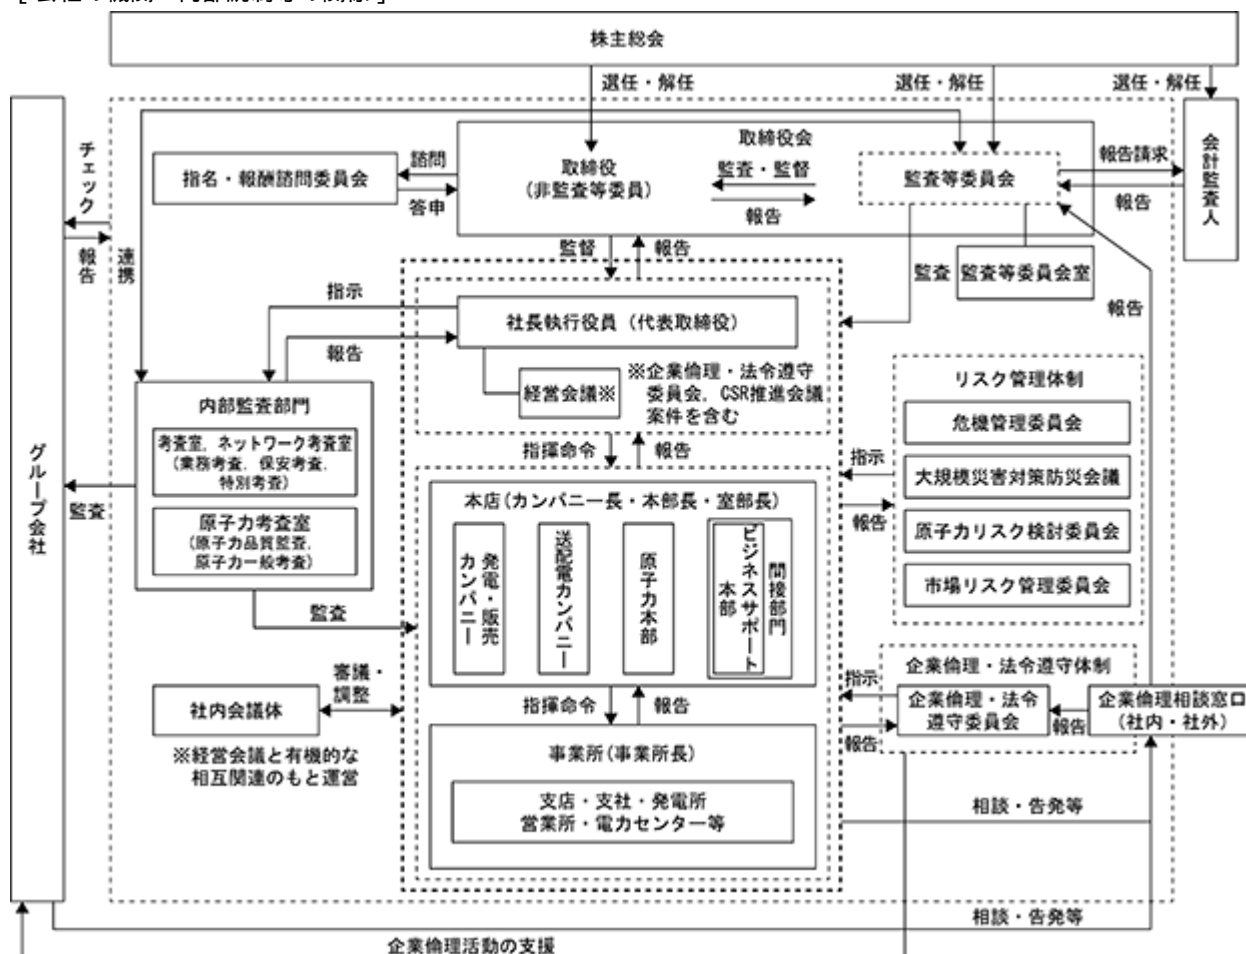 株主総会
選任・解任
選任・解任
選任・解任
チェック
報告
連携
指名・報酬諮問委員会
諮問
答申
取締役会
取締役
(非監査等委員)
監査・監督
報告
監査等委員会
報告請求
報告
会計監査人
監督
報告
監査
監査等委員会室
報告
指示
報告
社長執行役員(代表取締役)
経営会議※
※企業倫理・法令遵守
委員会,CSR推進会議
案件を含む
指揮命令
報告
内部監査部門
考査室,ネットワーク考査室
(業務考査,保安考査,
特別考査)
原子力考査室
(原子力品質監査,
原子力一般考査)
グループ会社
監査
監査
リスク管理体制
危機管理委員会
大規模災害対策防災会議
原子力リスク検討委員会
市場リスク管理委員会
指示
報告
本店(カンパニー長・本部長・室部長)
発電・販売
カンパニー
送配電カンパニー
原子力本部
間接部門
ビジネスサポート
本部
指揮命令
報告
社内会議体
審議・
調整
※経営会議と有機的な
相互関連のもと運営
事業所(事業所長)
支店・支社・発電所
営業所・電力センター等
企業倫理・法令遵守体制
企業倫理・法令
遵守委員会
指示
報告
報告
企業倫理相談窓口
(社内・社外)
相談・告発等
相談・告発等
企業倫理活動の支援